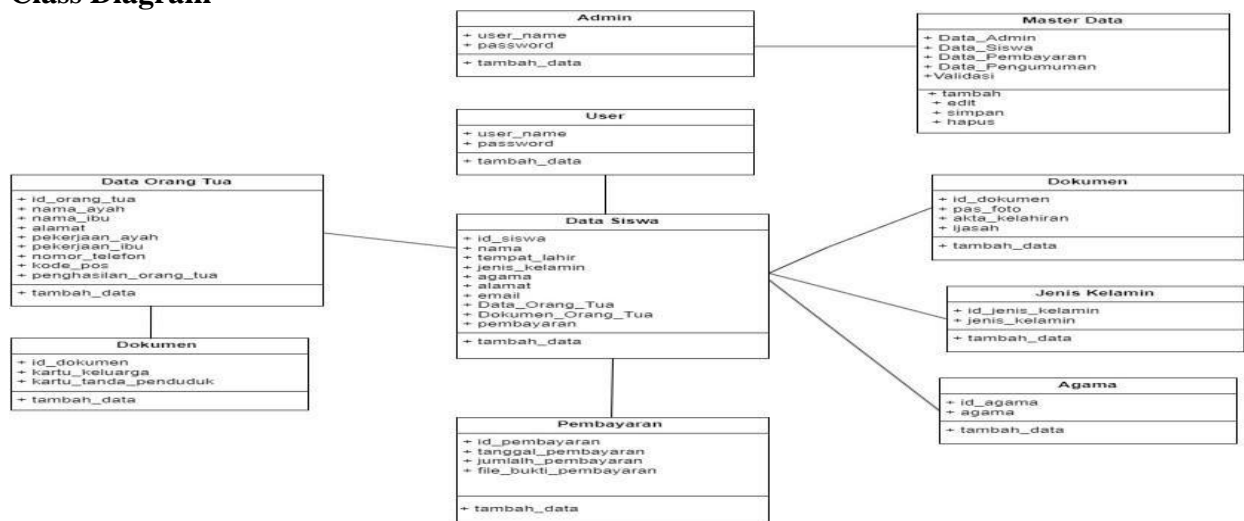 Class Diagram
Admin
+ user_name
+ password
+ tambah_data
Master Data
+ Data_Admin
+ Data_Siswa
+ Data_Pembayaran
+ Data_Pengumuman
+Validasi
+ tambah
+ edit
+ simpan
+ hapus
User
+ user_name
+ password
+ tambah_data
Data Orang Tua
+ id_orang_tua
+ nama_ayah
+ nama_ibu
+ alamat
+ pekerjaan_ayah
+ pekerjaan_ibu
+ nomor_telefon
+ kode_pos
+ penghasilan_orang_tua
+ tambah_data
Data Siswa
+ id_siswa
+ nama
+ tempat_lahir
+ jenis_kelamin
+ agama
+ alamat
+ email
+ Data_Orang_Tua
+ Dokumen_Orang_Tua
+ pembayaran
+ tambah_data
Dokumen
+ id_dokumen
+ pas_foto
+ akta_kelahiran
+ ijasah
+ tambah_data
Jenis Kelamin
+ id_jenis_kelamin
+ jenis_kelamin
+ tambah_data
Dokumen
+ id_dokumen
+ kartu_keluarga
+ kartu_tanda_penduduk
+ tambah_data
Agama
+ id_agama
+ agama
+ tambah_data
Pembayaran
+ id_pembayaran
+ tanggal_pembayaran
+ jumlalh_pembayaran
+ file_bukti_pembayaran
+ tambah_data